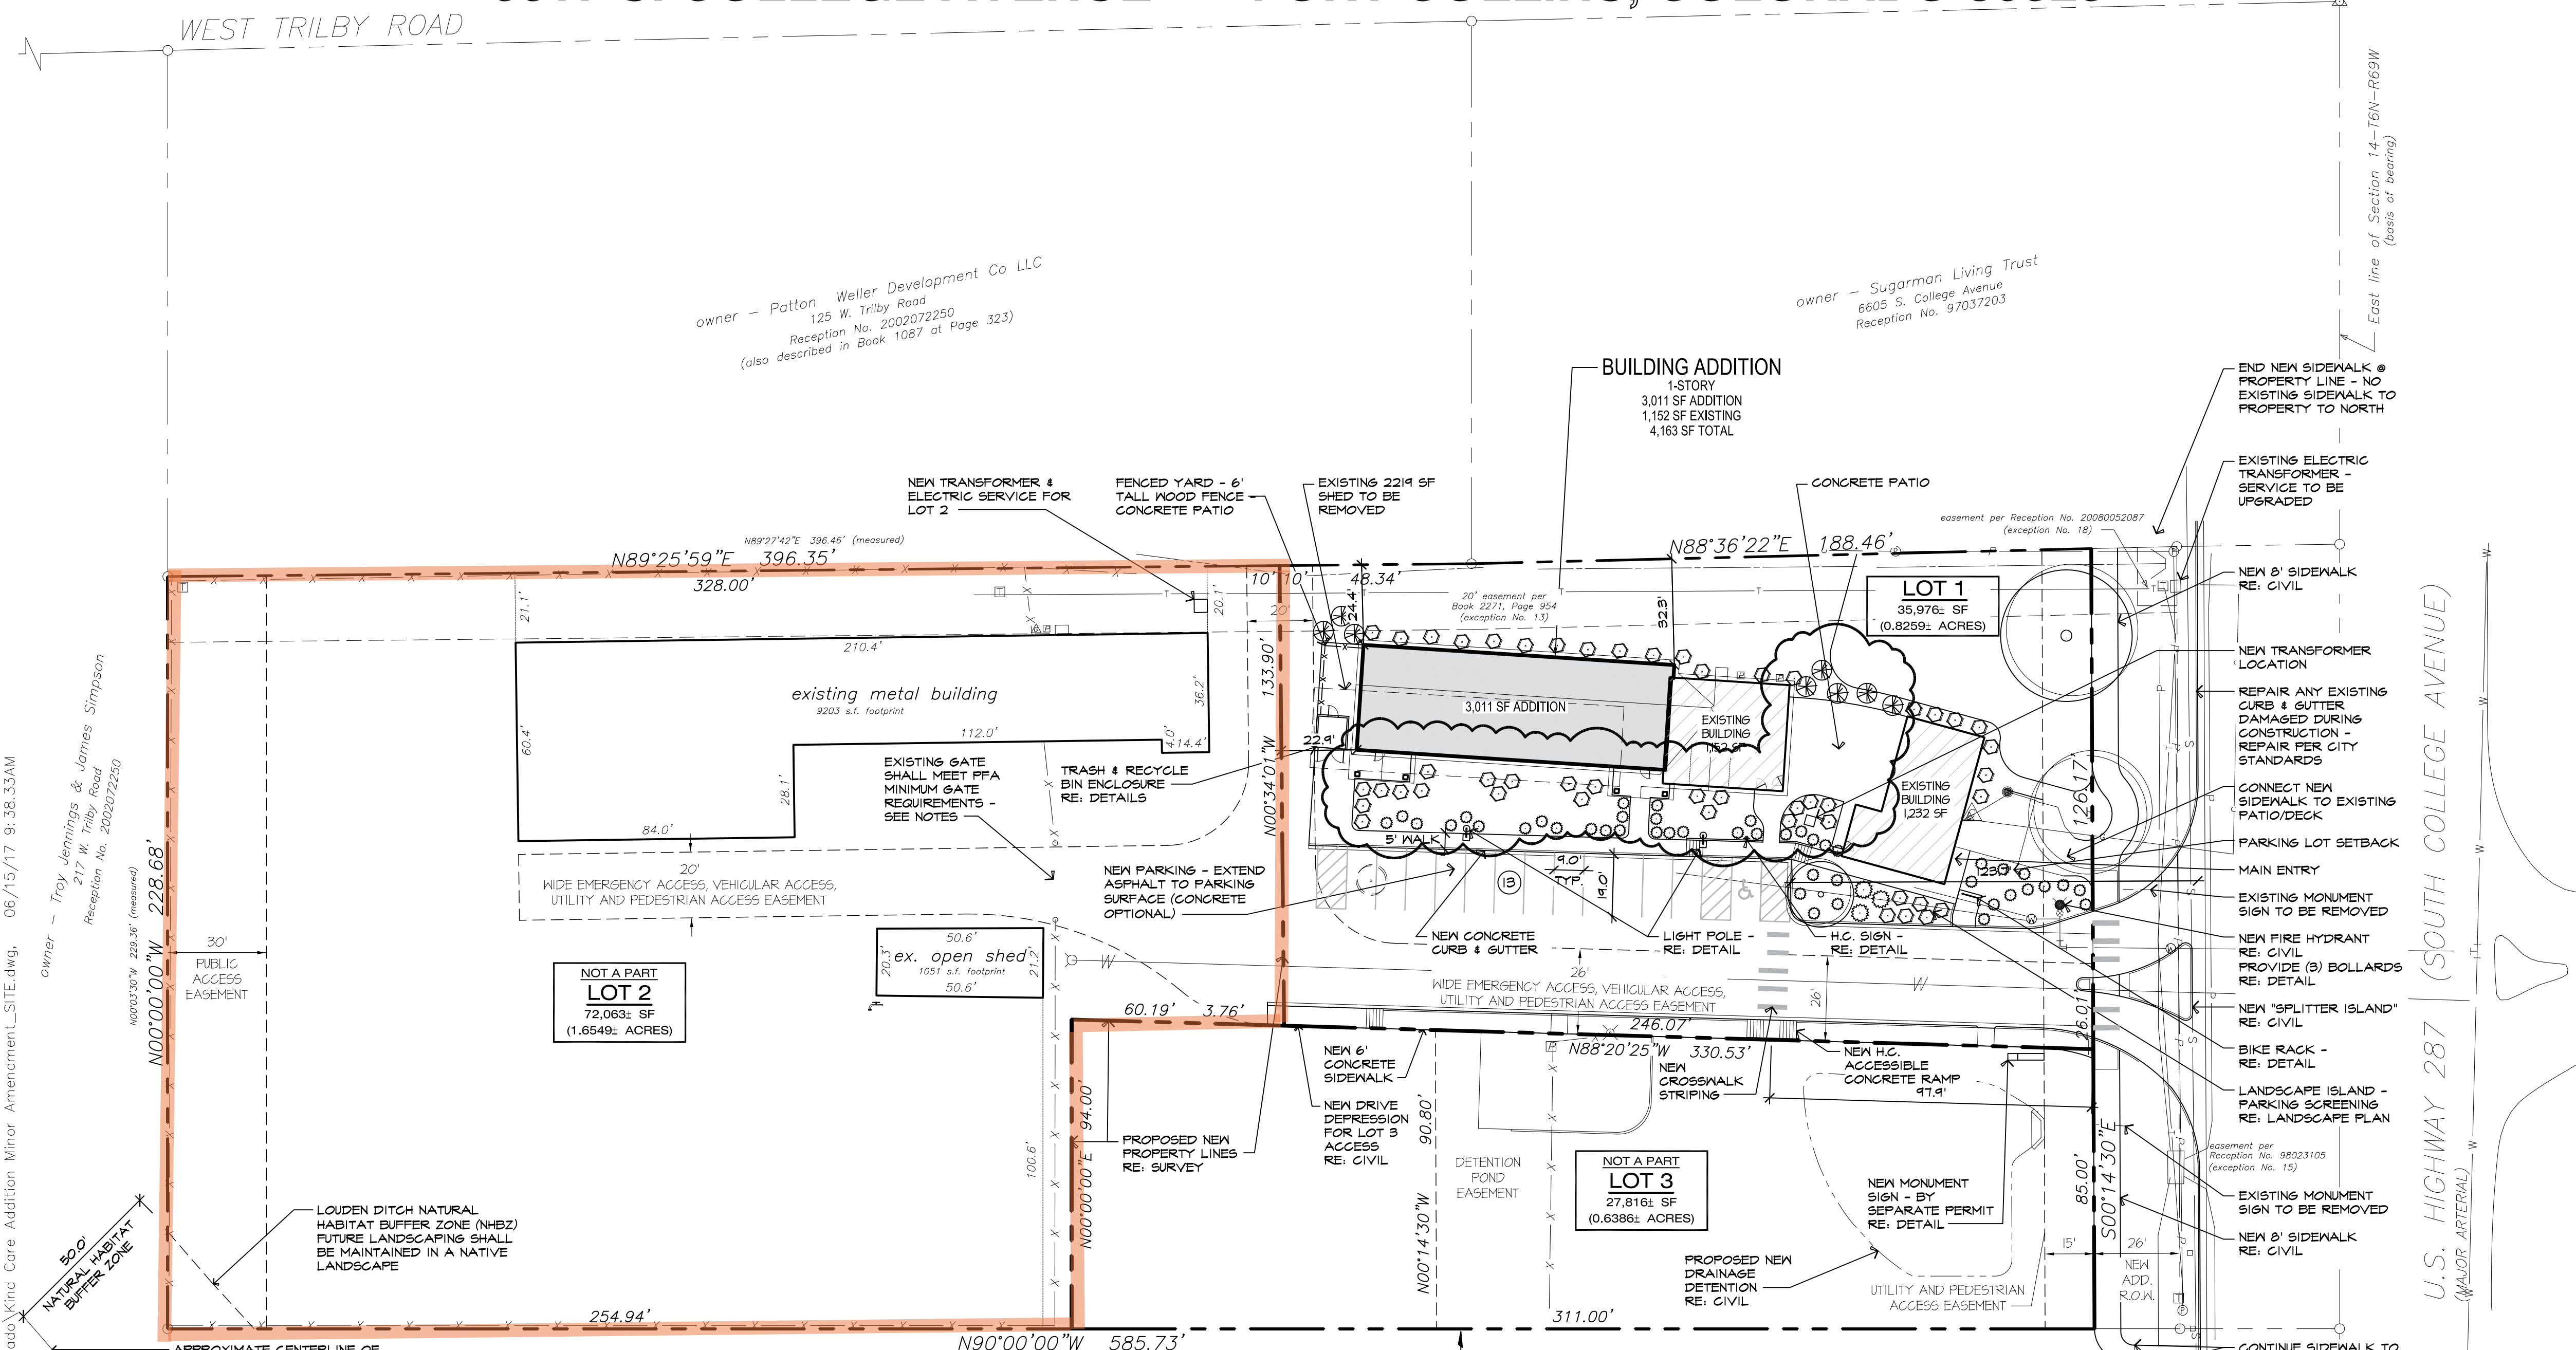 WEST TRILBY ROAD
East line of Section 14-T6N-R69W
(basis of bearing)
owner - Patton Weller Development Co LLC
125 W. Trilby Road
Reception No. 2002072250
(also described in Book 1087 at Page 323)
owner - Sugarman Living Trust
6605 S. College Avenue
Reception No. 97037203
BUILDING ADDITION
1-STORY
3,011 SF ADDITION
1,152 SF EXISTING
4,163 SF TOTAL
END NEW SIDEWALK @
PROPERTY LINE - NO
EXISTING SIDEWALK TO
PROPERTY TO NORTH
EXISTING ELECTRIC
TRANSFORMER -
SERVICE TO BE
UPGRADED
NEW TRANSFORMER &
ELECTRIC SERVICE FOR
LOT 2
FENCED YARD - 6'
TALL WOOD FENCE -
CONCRETE PATIO
EXISTING 2219 SF
SHED TO BE
REMOVED
CONCRETE PATIO
easement per Reception No. 20080052087
(exception No. 18)
N89°27'42"E 396.46' (measured)
N89°25'59"E 396.35'
328.00'
10' 10'
48.34'
N88°36'22"E 188.46'
LOT 1
35,976± SF
(0.8259± ACRES)
NEW 8' SIDEWALK
RE: CIVIL
20' easement per
Book 2271, Page 954
(exception No. 13)
21.1'
20.1'
20'
24.4'
32.3'
210.4'
existing metal building
9203 s.f. footprint
36.2'
60.4'
112.0'
4.0'
14.4'
28.1'
84.0'
133.90'
N00°34'01"W
22.9'
3,011 SF ADDITION
EXISTING
BUILDING
1,152 SF
EXISTING
BUILDING
1,232 SF
126.17'
NEW TRANSFORMER
LOCATION
REPAIR ANY EXISTING
CURB & GUTTER
DAMAGED DURING
CONSTRUCTION -
REPAIR PER CITY
STANDARDS
CONNECT NEW
SIDEWALK TO EXISTING
PATIO/DECK
PARKING LOT SETBACK
MAIN ENTRY
EXISTING MONUMENT
SIGN TO BE REMOVED
NEW FIRE HYDRANT
RE: CIVIL
PROVIDE (3) BOLLARDS
RE: DETAIL
NEW "SPLITTER ISLAND"
RE: CIVIL
BIKE RACK -
RE: DETAIL
LANDSCAPE ISLAND -
PARKING SCREENING
RE: LANDSCAPE PLAN
easement per
Reception No. 98023105
(exception No. 15)
EXISTING MONUMENT
SIGN TO BE REMOVED
NEW 8' SIDEWALK
RE: CIVIL
U.S. HIGHWAY 287 (SOUTH COLLEGE AVENUE)
(MAJOR ARTERIAL)
EXISTING GATE
SHALL MEET PFA
MINIMUM GATE
REQUIREMENTS -
SEE NOTES
TRASH & RECYCLE
BIN ENCLOSURE
RE: DETAILS
NEW PARKING - EXTEND
ASPHALT TO PARKING
SURFACE (CONCRETE
OPTIONAL)
5' WALK
13
9.0'
TYP.
19.0'
123.7'
NEW CONCRETE
CURB & GUTTER
LIGHT POLE -
RE: DETAIL
H.C. SIGN -
RE: DETAIL
20'
WIDE EMERGENCY ACCESS, VEHICULAR ACCESS,
UTILITY AND PEDESTRIAN ACCESS EASEMENT
50.6'
20.3'
ex. open shed
1051 s.f. footprint
21.2'
50.6'
26'
WIDE EMERGENCY ACCESS, VEHICULAR ACCESS,
UTILITY AND PEDESTRIAN ACCESS EASEMENT
26'
26.01'
owner - Troy Jennings & James Simpson
217 W. Trilby Road
Reception No. 2002072250
N00°03'30"W 229.36' (measured)
N00°00'00"W 228.68'
30'
PUBLIC
ACCESS
EASEMENT
NOT A PART
LOT 2
72,063± SF
(1.6549± ACRES)
60.19'
3.76'
246.07'
N88°20'25"W 330.53'
NEW 6'
CONCRETE
SIDEWALK
NEW
CROSSWALK
STRIPING
NEW H.C.
ACCESSIBLE
CONCRETE RAMP
97.9'
NEW DRIVE
DEPRESSION
FOR LOT 3
ACCESS
RE: CIVIL
N00°00'00"E 94.00'
100.6'
PROPOSED NEW
PROPERTY LINES
RE: SURVEY
90.80'
N00°14'30"W
DETENTION
POND
EASEMENT
NOT A PART
LOT 3
27,816± SF
(0.6386± ACRES)
NEW MONUMENT
SIGN - BY
SEPARATE PERMIT
RE: DETAIL
PROPOSED NEW
DRAINAGE
DETENTION
RE: CIVIL
UTILITY AND PEDESTRIAN
ACCESS EASEMENT
85.00'
S00°14'30"E
15'
26'
NEW
ADD.
R.O.W.
LOUDEN DITCH NATURAL
HABITAT BUFFER ZONE (NHBZ)
FUTURE LANDSCAPING SHALL
BE MAINTAINED IN A NATIVE
LANDSCAPE
50.0'
NATURAL HABITAT
BUFFER ZONE
254.94'
311.00'
N90°00'00"W 585.73'
ado\Kind Care Addition Minor Amendment_SITE.dwg, 06/15/17 9:38:33AM
APPROXIMATE CENTERLINE OF
CONTINUE SIDEWALK TO